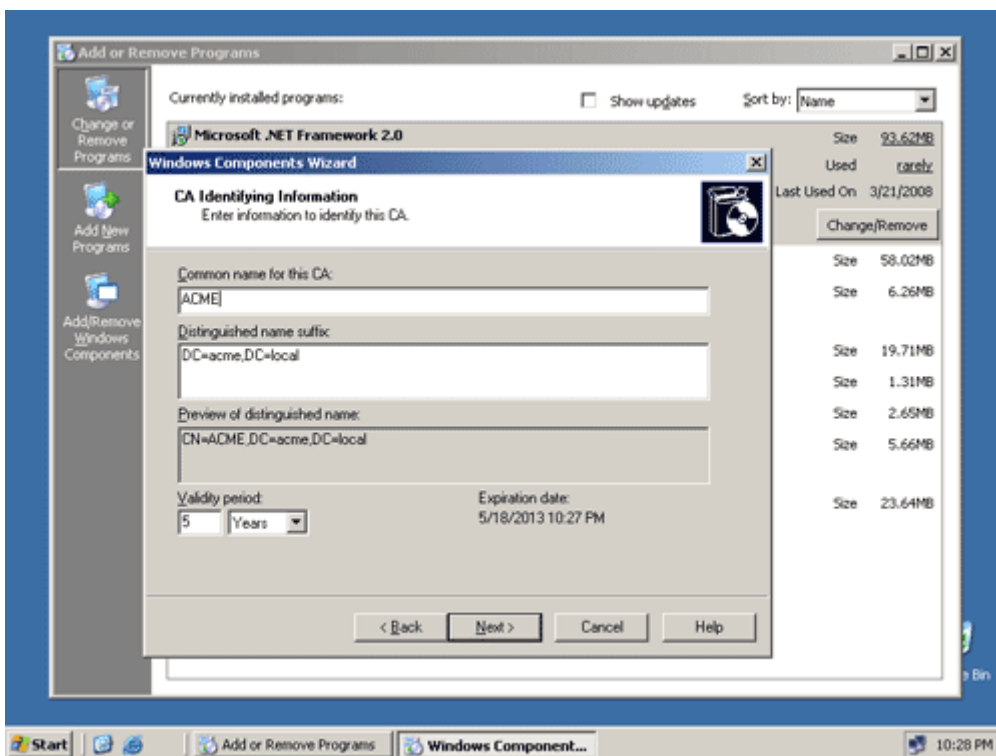 Add or Remove Programs
Change or
Remove
Programs
Add New
Programs
Add/Remove
Windows
Components
Currently installed programs:
Show updates
Sort by: Name
Microsoft .NET Framework 2.0
Size 93.62MB
Used rarely
Last Used On 3/21/2008
Change/Remove
Size 58.02MB
Size 6.26MB
Size 19.71MB
Size 1.31MB
Size 2.65MB
Size 5.66MB
Size 23.64MB
Windows Components Wizard
CA Identifying Information
Enter information to identify this CA.
Common name for this CA:
ACME
Distinguished name suffix:
DC=acme,DC=local
Preview of distinguished name:
CN=ACME,DC=acme,DC=local
Validity period:
5 Years
Expiration date:
5/18/2013 10:27 PM
< Back
Next >
Cancel
Help
Bin
Start
Add or Remove Programs
Windows Component...
10:28 PM